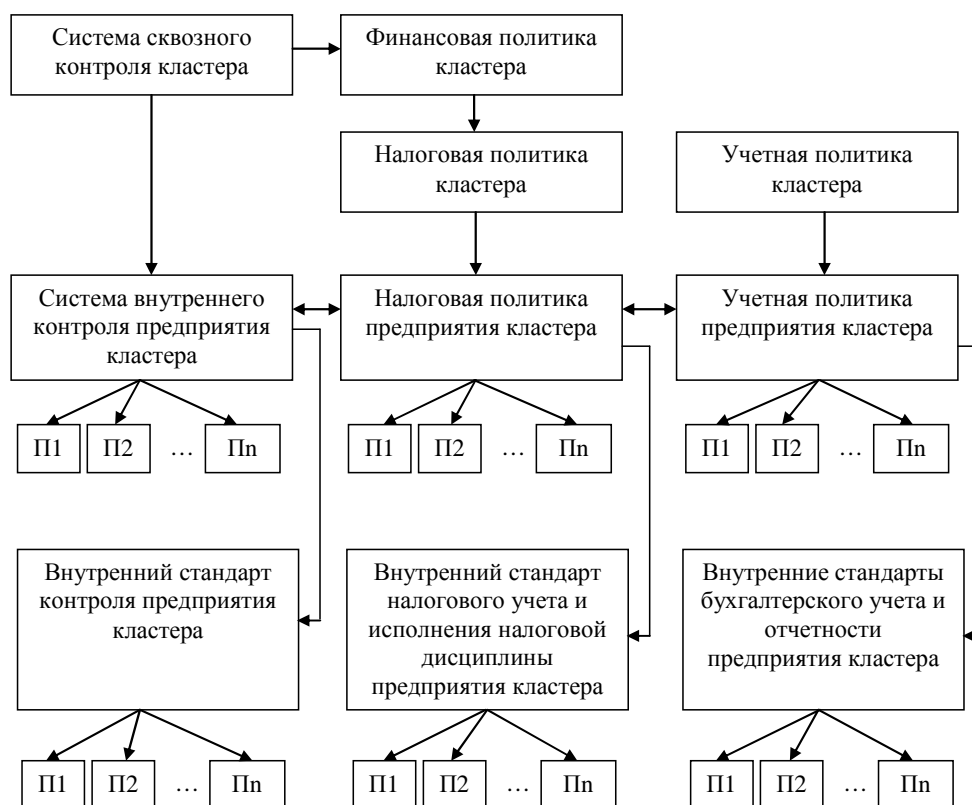 Система сквозного
контроля кластера
Финансовая политика
кластера
Налоговая политика
кластера
Учетная политика
кластера
Система внутреннего
контроля предприятия
кластера
Налоговая политика
предприятия кластера
Учетная политика
предприятия кластера
П1 П2 … Пn
П1 П2 … Пn
П1 П2 … Пn
Внутренний стандарт
контроля предприятия
кластера
Внутренний стандарт
налогового учета и
исполнения налоговой
дисциплины
предприятия кластера
Внутренние стандарты
бухгалтерского учета и
отчетности
предприятия кластера
П1 П2 … Пn
П1 П2 … Пn
П1 П2 … Пn